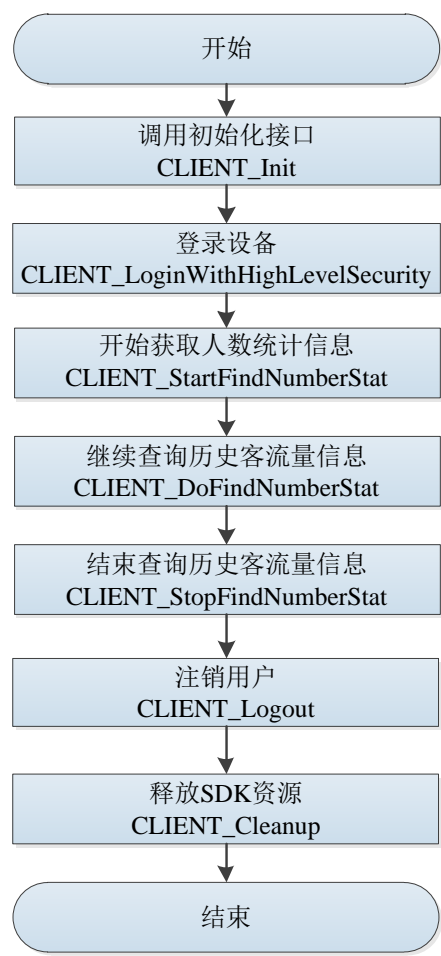 开始
调用初始化接口
CLIENT_Init
登录设备
CLIENT_LoginWithHighLevelSecurity
开始获取人数统计信息
CLIENT_StartFindNumberStat
继续查询历史客流量信息
CLIENT_DoFindNumberStat
结束查询历史客流量信息
CLIENT_StopFindNumberStat
注销用户
CLIENT_Logout
释放SDK资源
CLIENT_Cleanup
结束